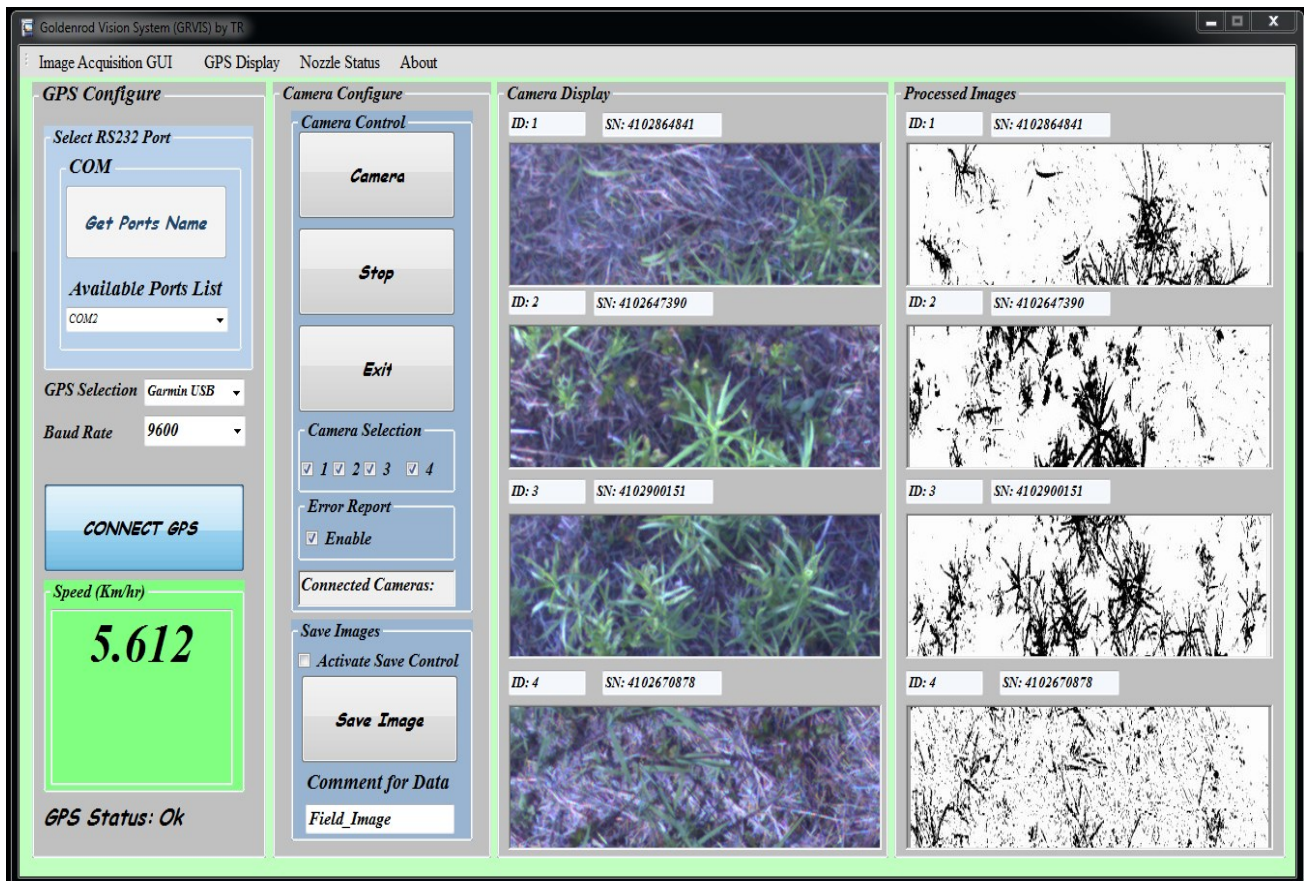 Goldenrod Vision System (GRVIS) by TR
X
Image Acquisition GUI GPS Display Nozzle Status About
GPS Configure
Select RS232 Port
COM
Get Ports Name
Available Ports List
COM2
GPS Selection Garmin USB
Baud Rate 9600
CONNECT GPS
Speed (Km/hr)
5.612
GPS Status: Ok
Camera Configure
Camera Control
Camera
Stop
Exit
Camera Selection
1 2 3 4
Error Report
Enable
Connected Cameras:
Save Images
Activate Save Control
Save Image
Comment for Data
Field_Image
Camera Display
ID: 1 SN: 4102864841
ID: 2 SN: 4102647390
ID: 3 SN: 4102900151
ID: 4 SN: 4102670878
Processed Images
ID: 1 SN: 4102864841
ID: 2 SN: 4102647390
ID: 3 SN: 4102900151
ID: 4 SN: 4102670878